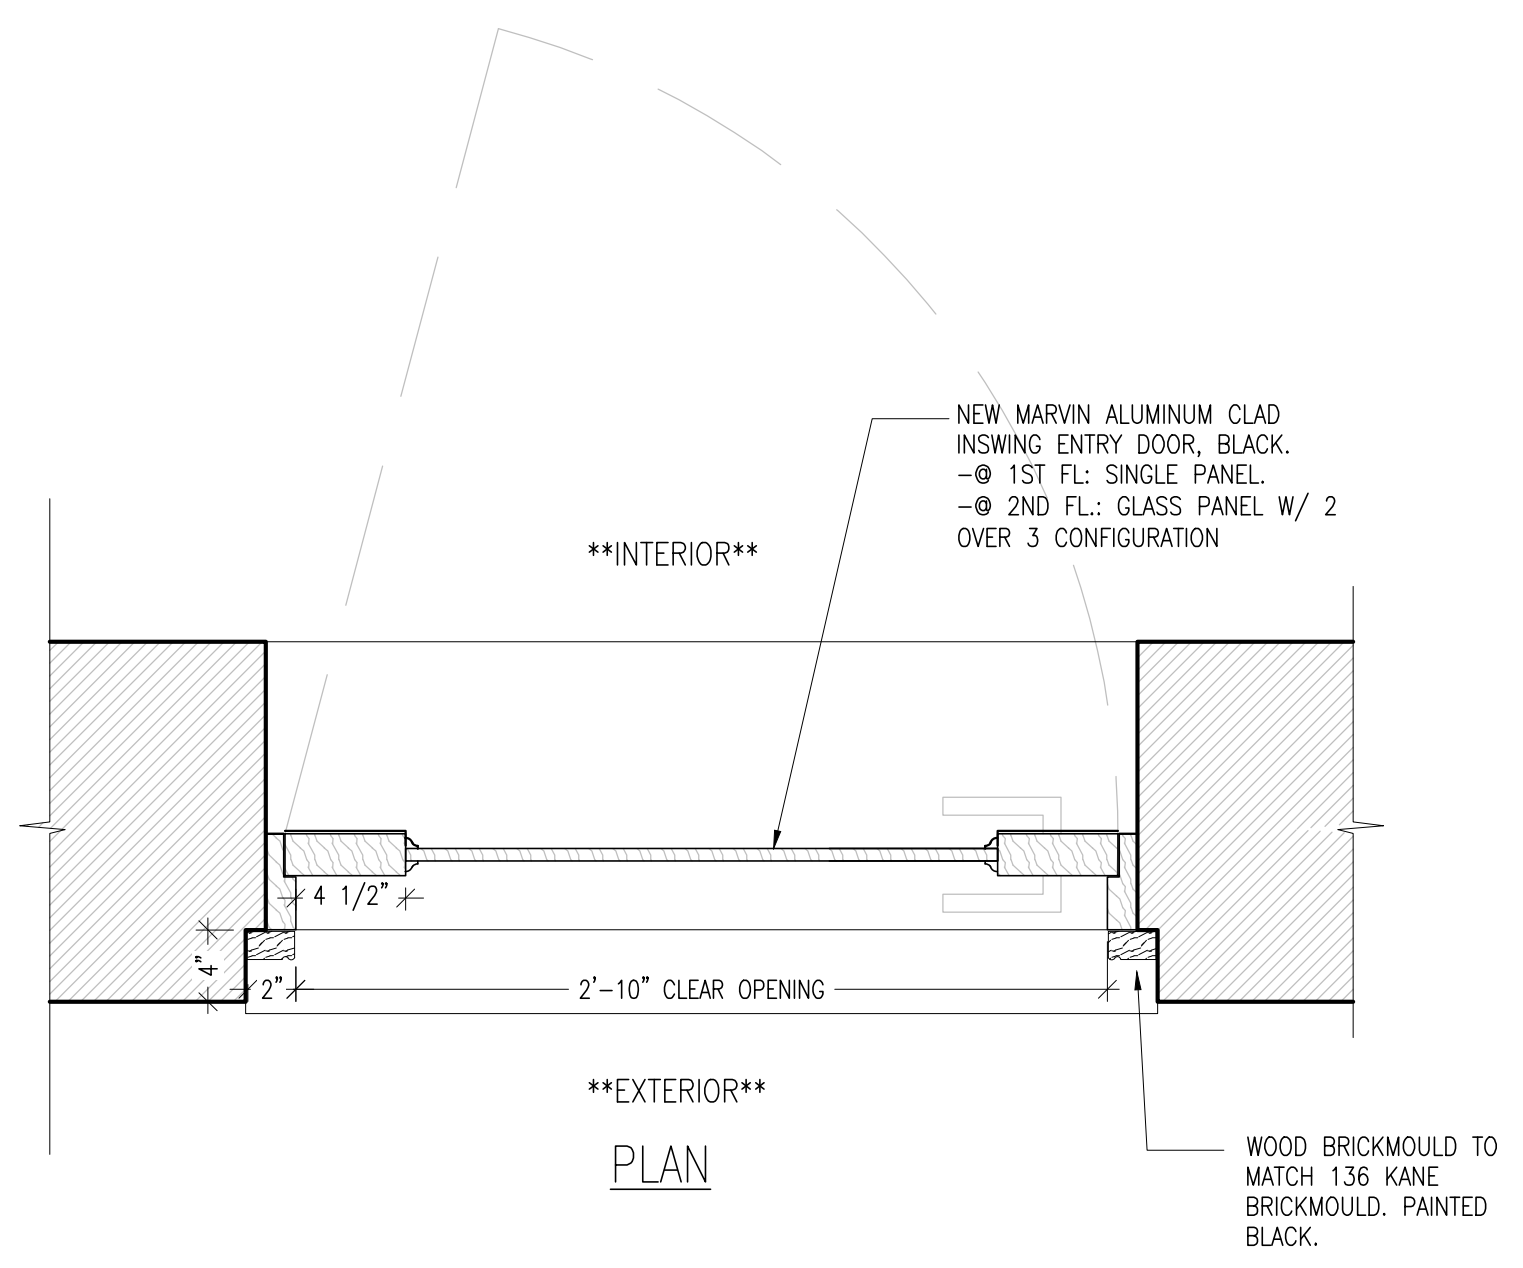 NEW MARVIN ALUMINUM CLAD
INSWING ENTRY DOOR, BLACK.
-@ 1ST FL: SINGLE PANEL.
-@ 2ND FL.: GLASS PANEL W/ 2
OVER 3 CONFIGURATION
**INTERIOR**
4 1/2"
4"
2"
2'-10" CLEAR OPENING
**EXTERIOR**
PLAN
WOOD BRICKMOULD TO
MATCH 136 KANE
BRICKMOULD. PAINTED
BLACK.